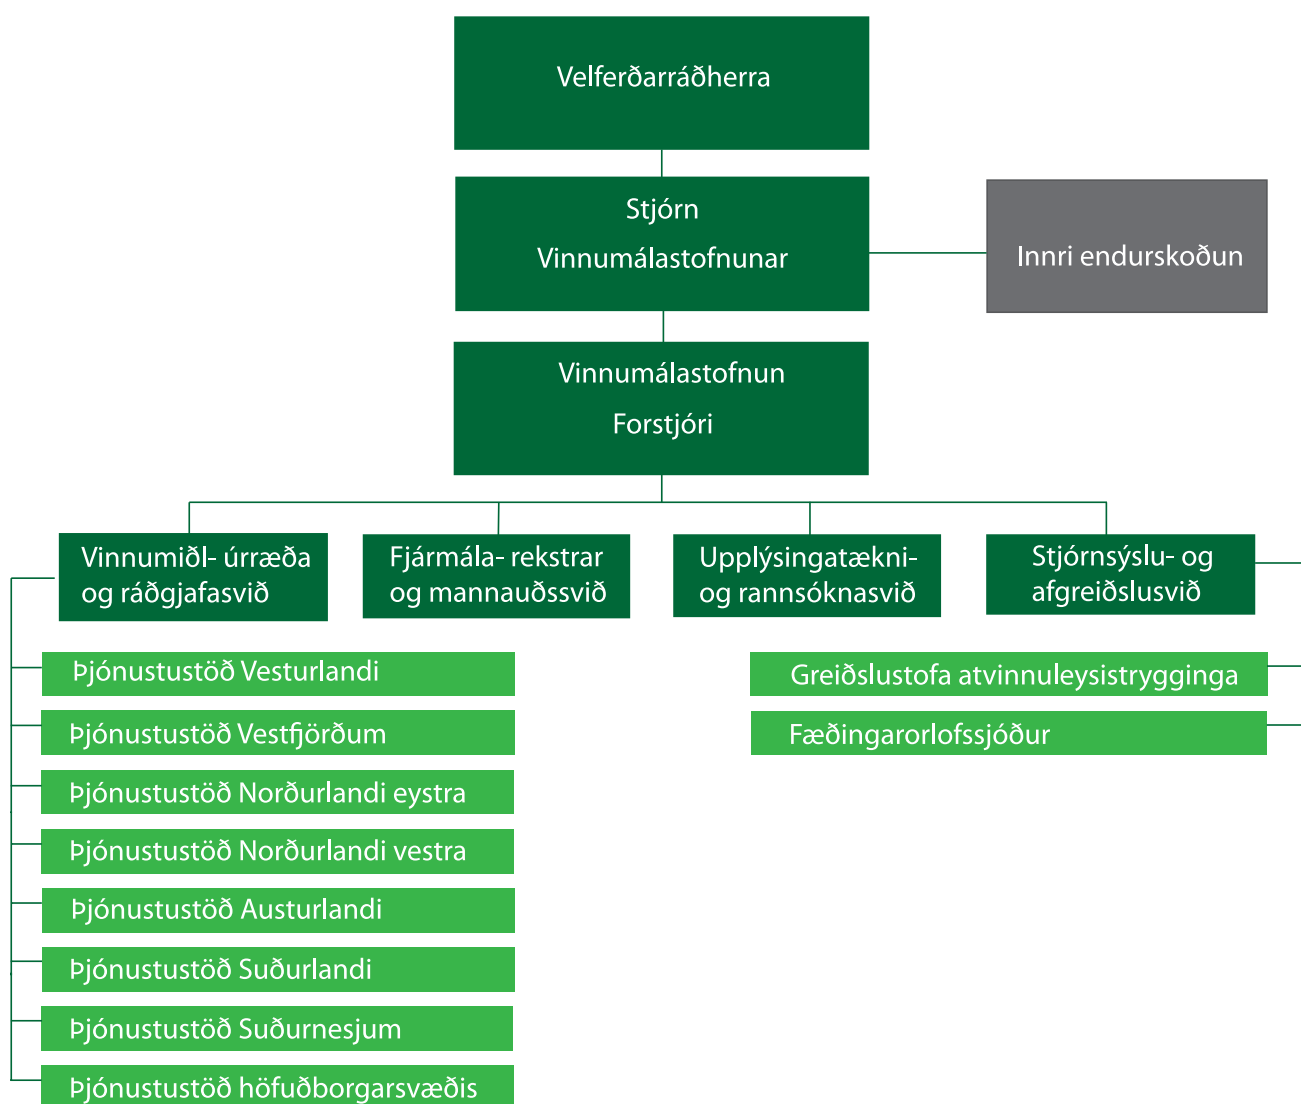 Velferðarráðherra
Stjórn
Vinnumálastofnunar
Innri endurskoðun
Vinnumálastofnun
Forstjóri
Vinnumiðl- úrræða
og ráðgjafasvið
Fjármála- rekstrar
og mannauðssvið
Upplýsingatækni-
og rannsóknasvið
Stjórnsýslu- og
afgreiðslusvið
Þjónustustöð Vesturlandi
Þjónustustöð Vestfjörðum
Þjónustustöð Norðurlandi eystra
Þjónustustöð Norðurlandi vestra
Þjónustustöð Austurlandi
Þjónustustöð Suðurlandi
Þjónustustöð Suðurnesjum
Þjónustustöð höfuðborgarsvæðis
Greiðslustofa atvinnuleysistrygginga
Fæðingarorlofssjóður